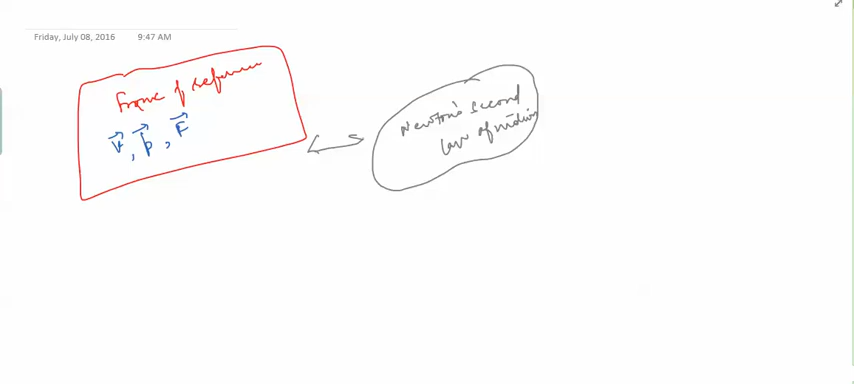 Friday, July 08, 2016 9:47 AM
Frame of reference
v⃗, p⃗, F⃗
Newton's second
law of motion